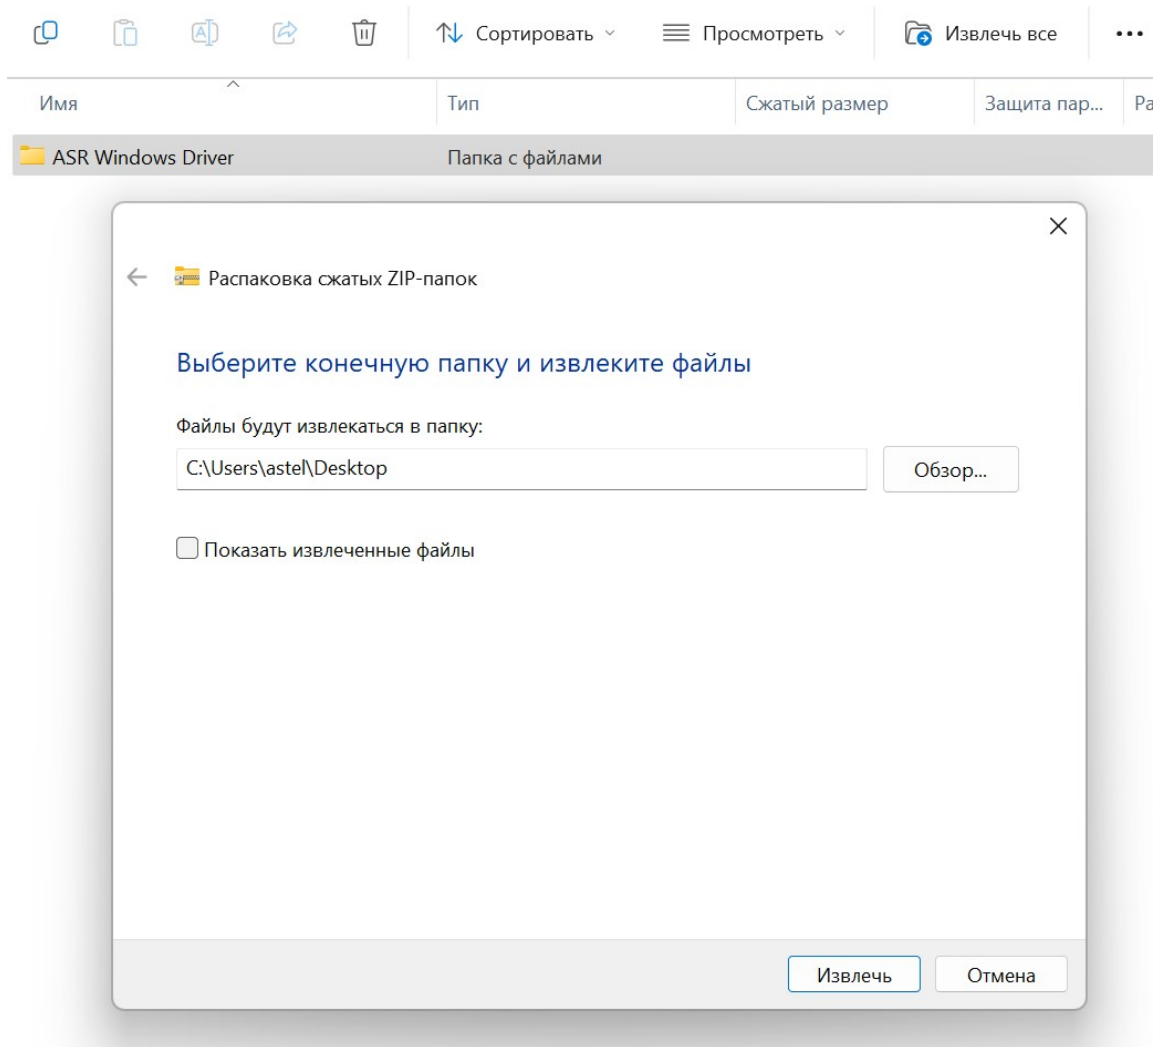 Сортировать Просмотреть Извлечь все
Имя Тип Сжатый размер Защита пар... Ра
ASR Windows Driver Папка с файлами
Распаковка сжатых ZIP-папок
Выберите конечную папку и извлеките файлы
Файлы будут извлекаться в папку:
C:\Users\astel\Desktop Обзор...
Показать извлеченные файлы
Извлечь Отмена